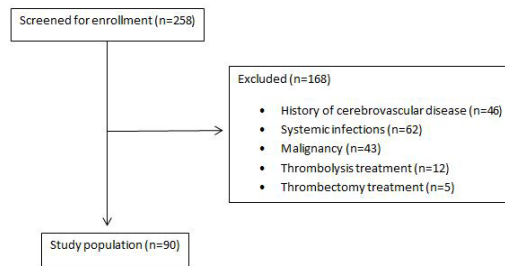 Screened for enrollment (n=258)
Excluded (n=168)
• History of cerebrovascular disease (n=46)
• Systemic infections (n=62)
• Malignancy (n=43)
• Thrombolysis treatment (n=12)
• Thrombectomy treatment (n=5)
Study population (n=90)